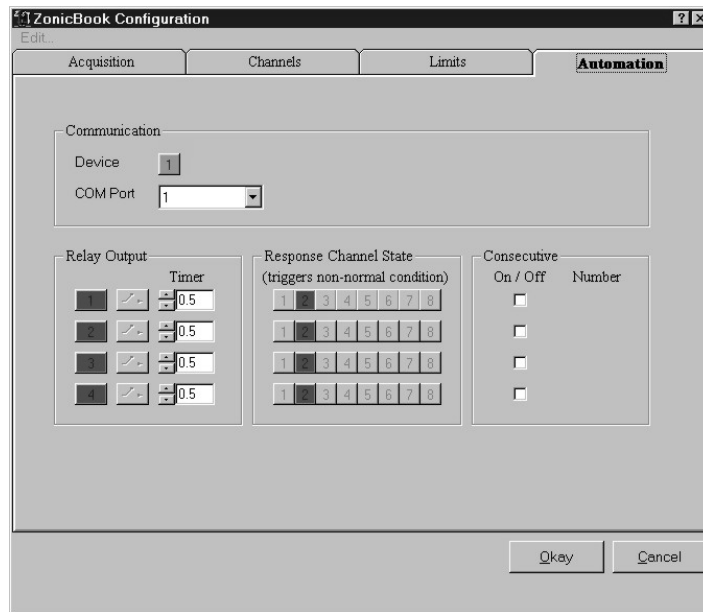 ZonicBook Configuration
Edit...
Acquisition Channels Limits Automation
Communication
Device 1
COM Port 1
Relay Output
Timer
1 0.5
2 0.5
3 0.5
4 0.5
Response Channel State
(triggers non-normal condition)
1 2 3 4 5 6 7 8
1 2 3 4 5 6 7 8
1 2 3 4 5 6 7 8
1 2 3 4 5 6 7 8
Consecutive
On / Off Number
Okay Cancel